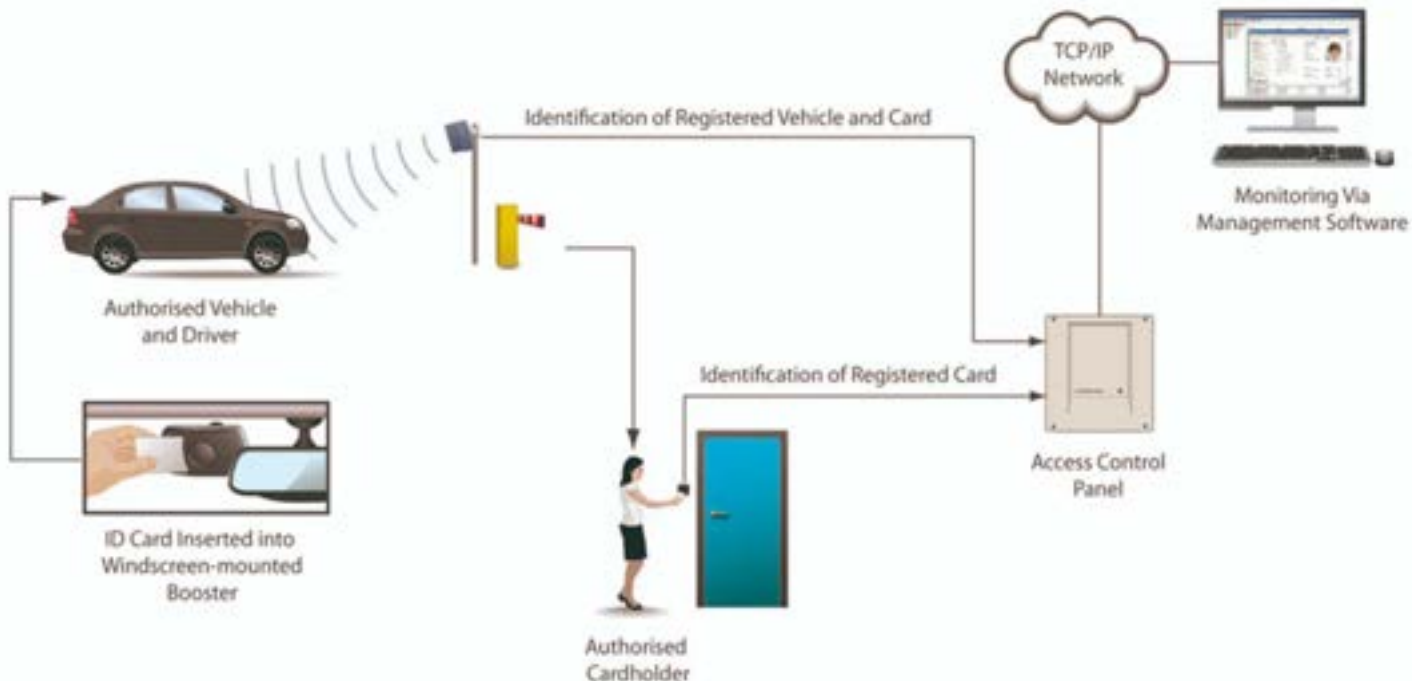 TCP/IP
Network
Identification of Registered Vehicle and Card
Monitoring Via
Management Software
Authorised Vehicle
and Driver
Identification of Registered Card
Access Control
Panel
ID Card Inserted into
Windscreen-mounted
Booster
Authorised
Cardholder